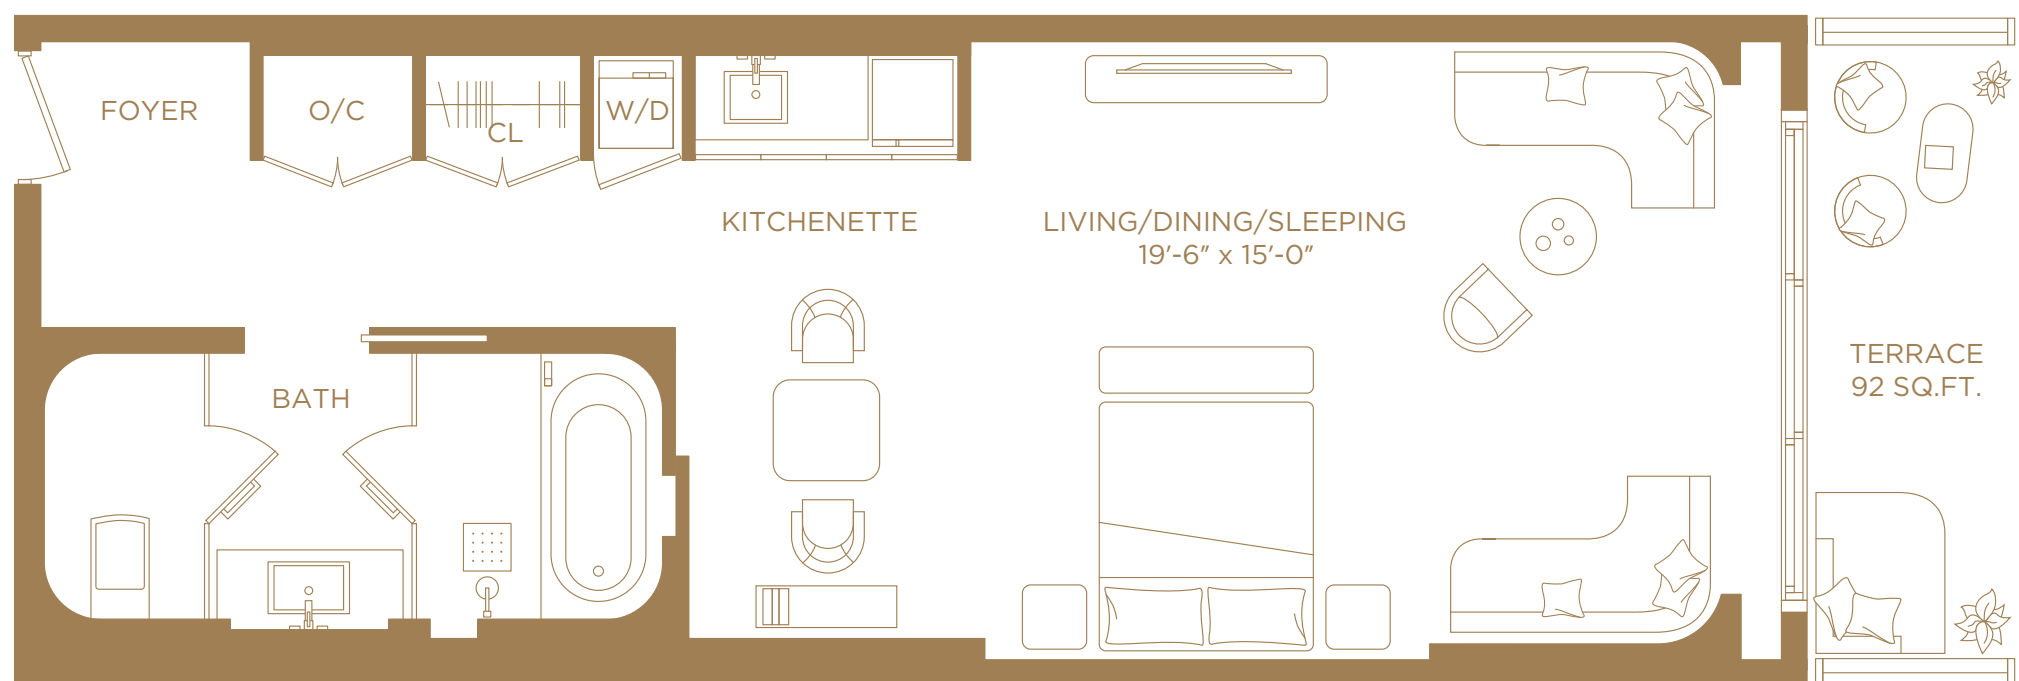 FOYER
O/C
CL
W/D
KITCHENETTE
LIVING/DINING/SLEEPING
19′-6″ x 15′-0″
TERRACE
92 SQ.FT.
BATH